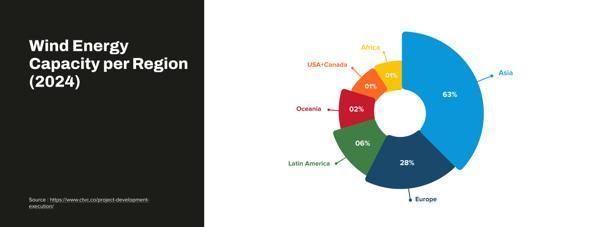 Wind Energy
Capacity per Region
(2024)
Source : https://www.ctvc.co/project-development-
execution/
Africa
USA+Canada
Oceania
Latin America
Europe
Asia
01%
01%
02%
06%
28%
63%